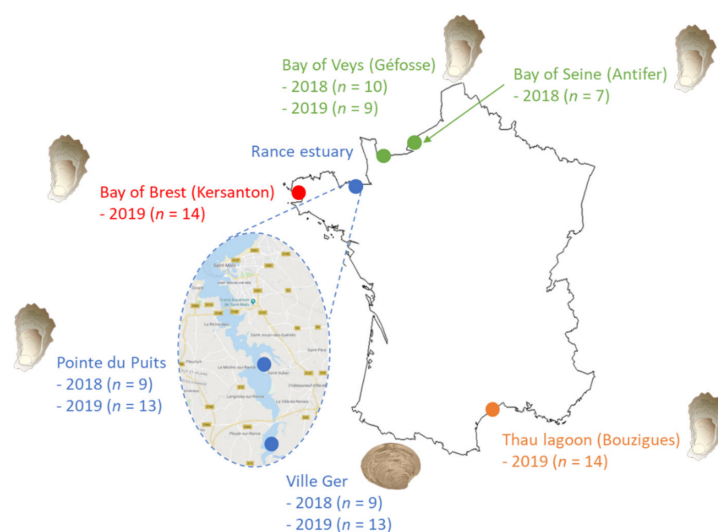 Bay of Veys (Géfosse)
- 2018 (n = 10)
- 2019 (n = 9)
Bay of Seine (Antifer)
- 2018 (n = 7)
Rance estuary
Bay of Brest (Kersanton)
- 2019 (n = 14)
Pointe du Puits
- 2018 (n = 9)
- 2019 (n = 13)
Ville Ger
- 2018 (n = 9)
- 2019 (n = 13)
Thau lagoon (Bouzigues)
- 2019 (n = 14)